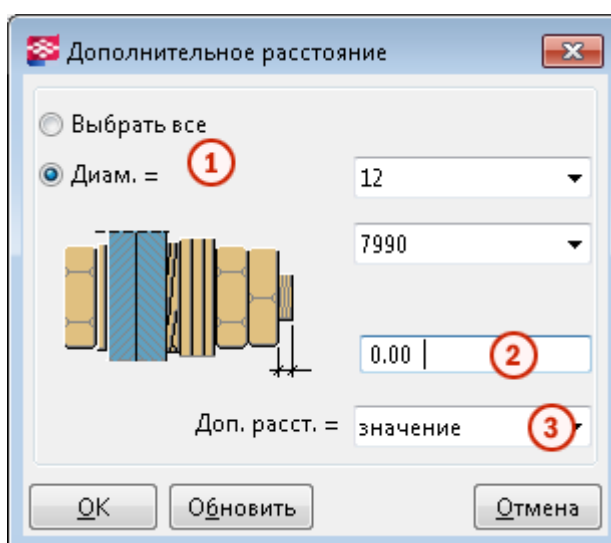 Дополнительное расстояние
Выбрать все
Диам. = 1 12
7990
0.00 2
Доп. расст. = значение 3
OK Обновить Отмена